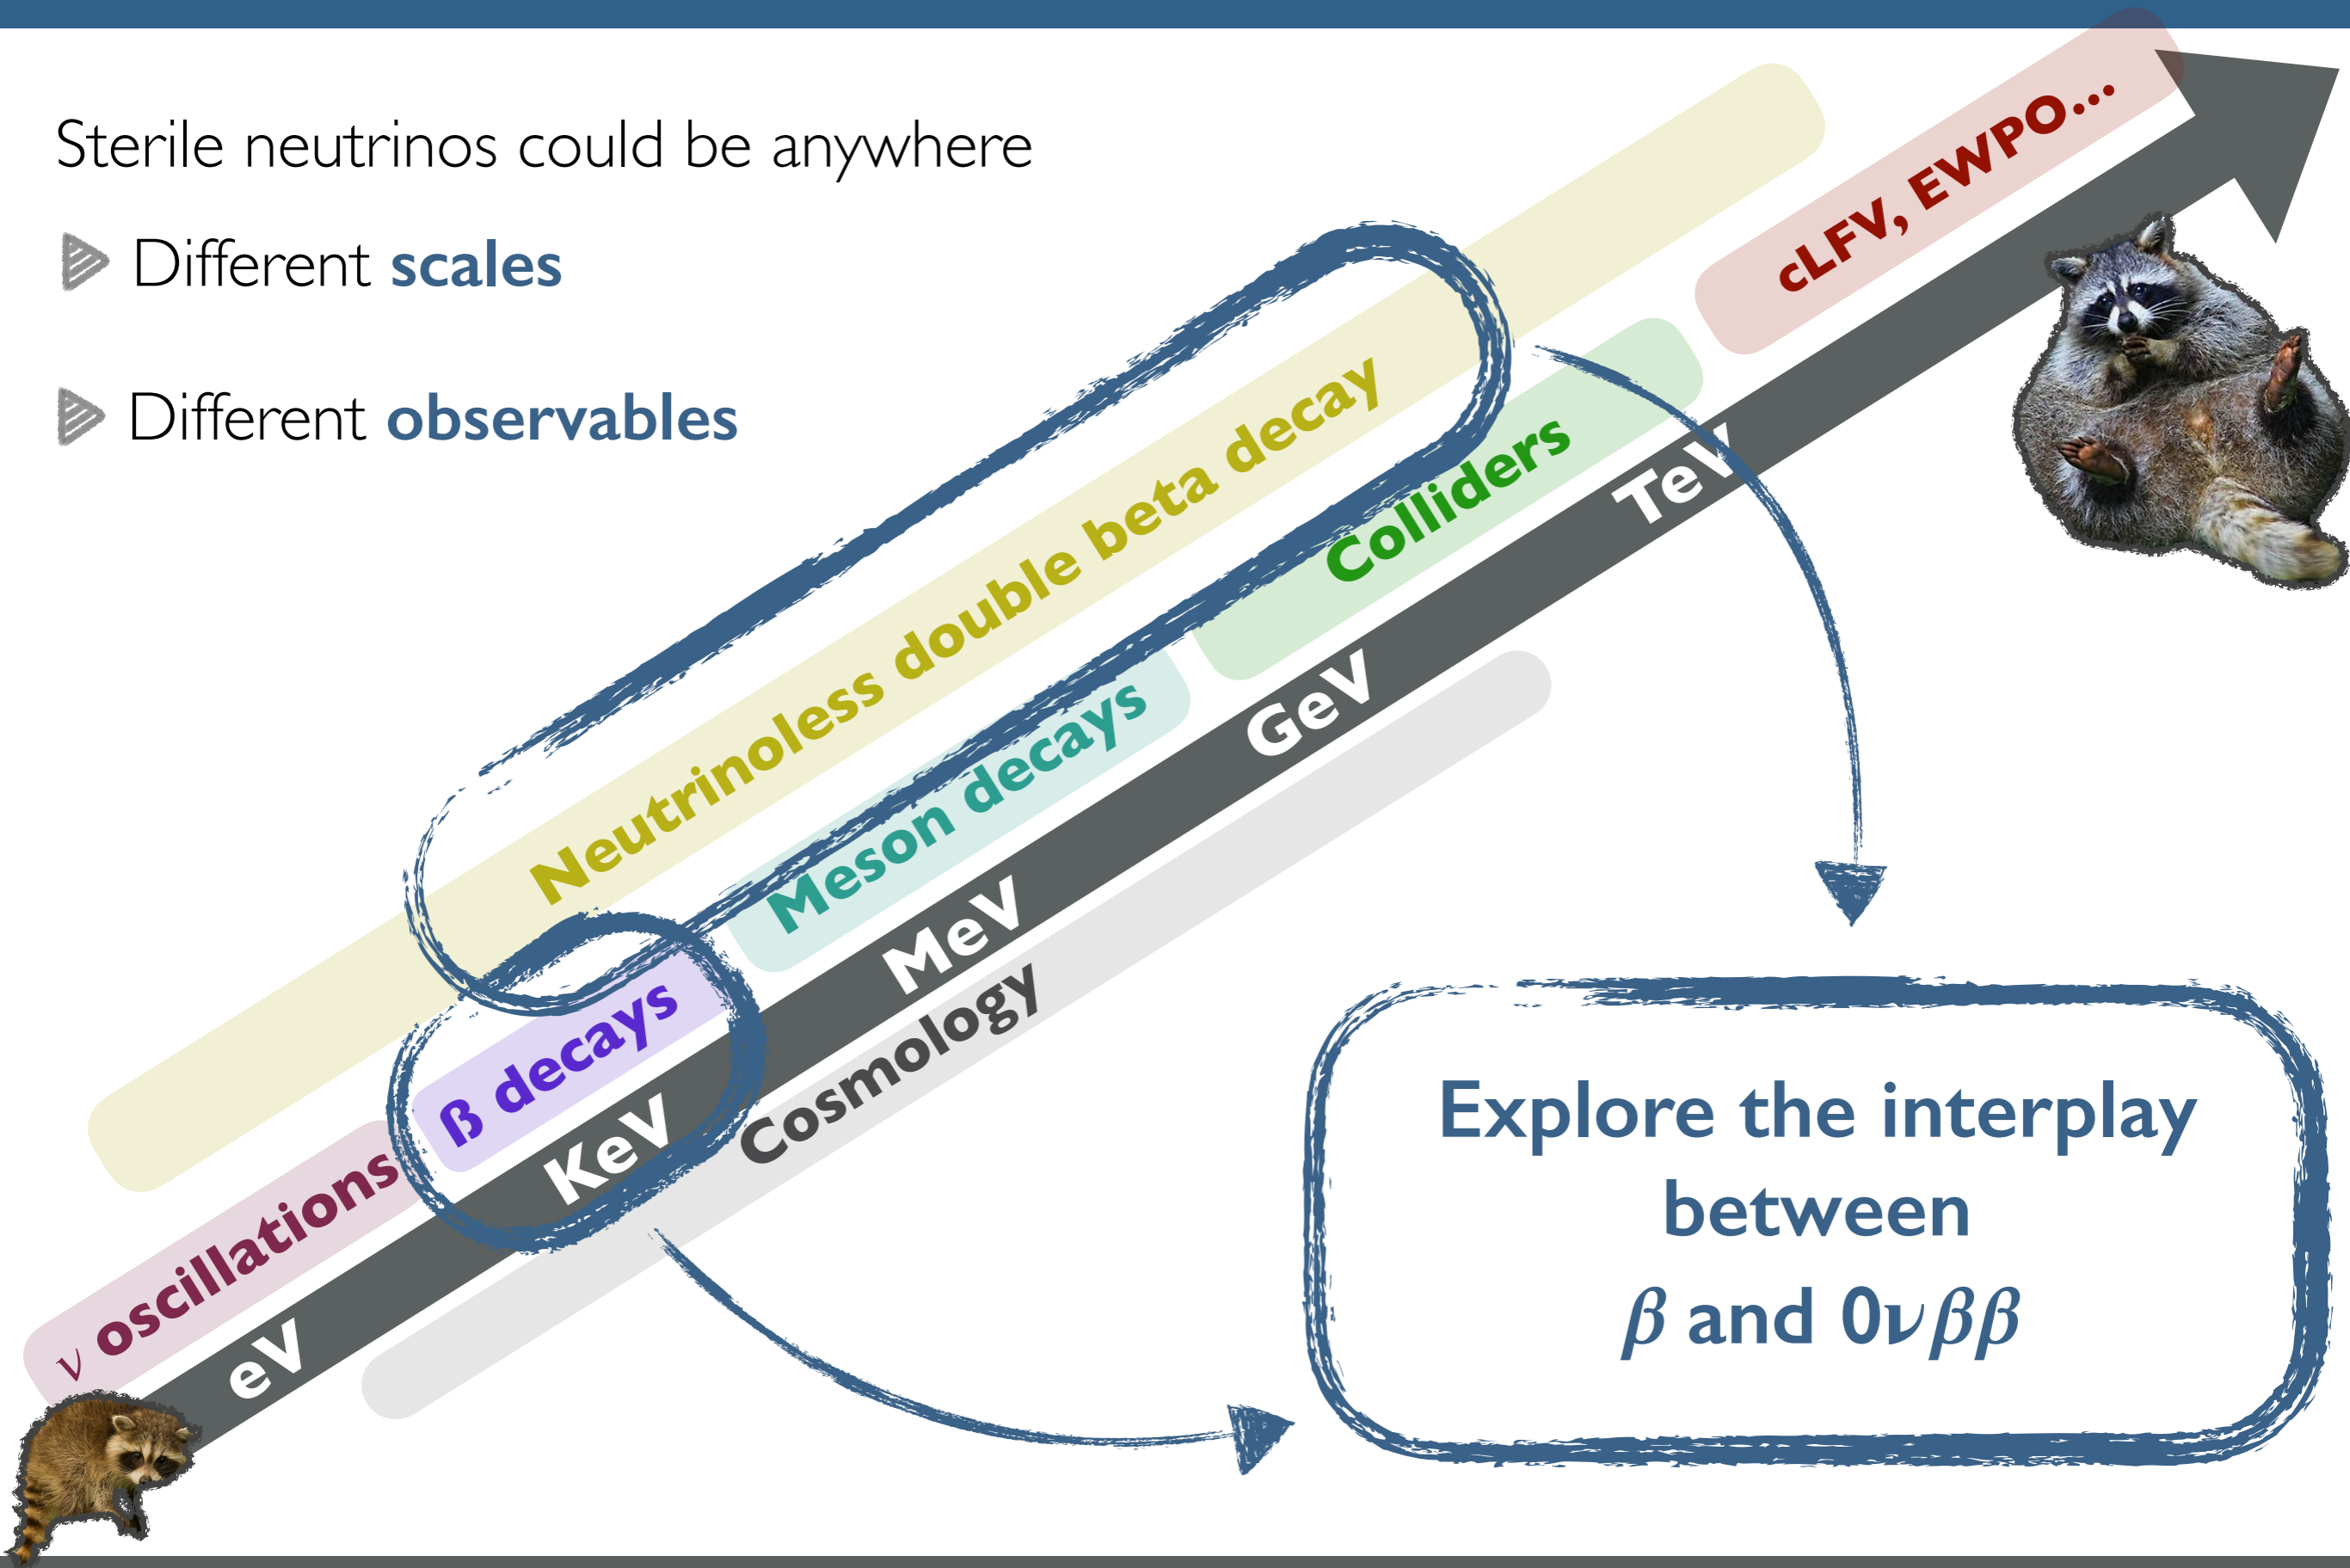 Sterile neutrinos could be anywhere
Different scales
Different observables
cLFV, EWPO...
Neutrinoless double beta decay
Colliders
Meson decays
β decays
ν oscillations
TeV
GeV
MeV
KeV
eV
Cosmology
Explore the interplay
between
β and 0νββ